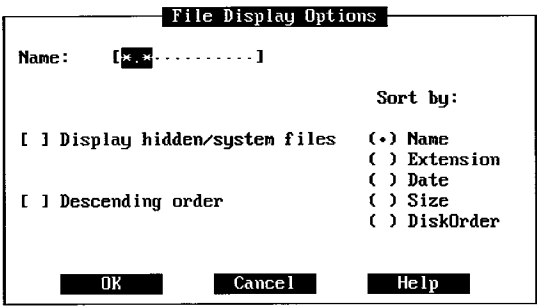 File Display Options
Name: [*.*··········]
Sort by:
[ ] Display hidden/system files
(•) Name
( ) Extension
( ) Date
[ ] Descending order
( ) Size
( ) DiskOrder
OK Cancel Help